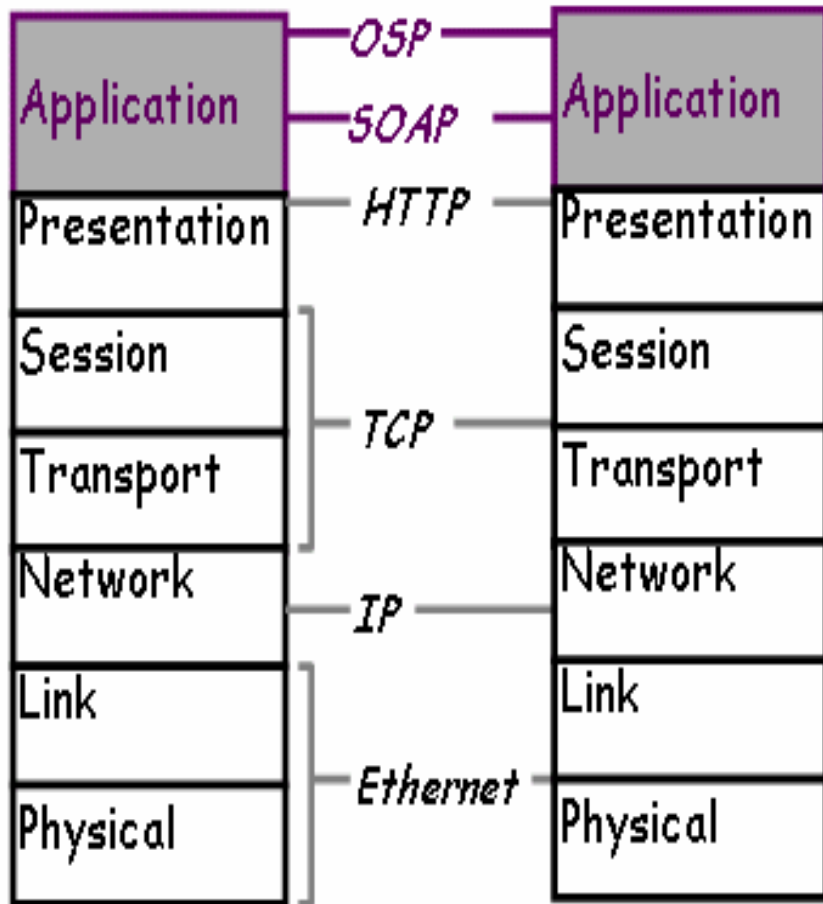 Application
Presentation
Session
Transport
Network
Link
Physical
OSP
SOAP
HTTP
TCP
IP
Ethernet
Application
Presentation
Session
Transport
Network
Link
Physical